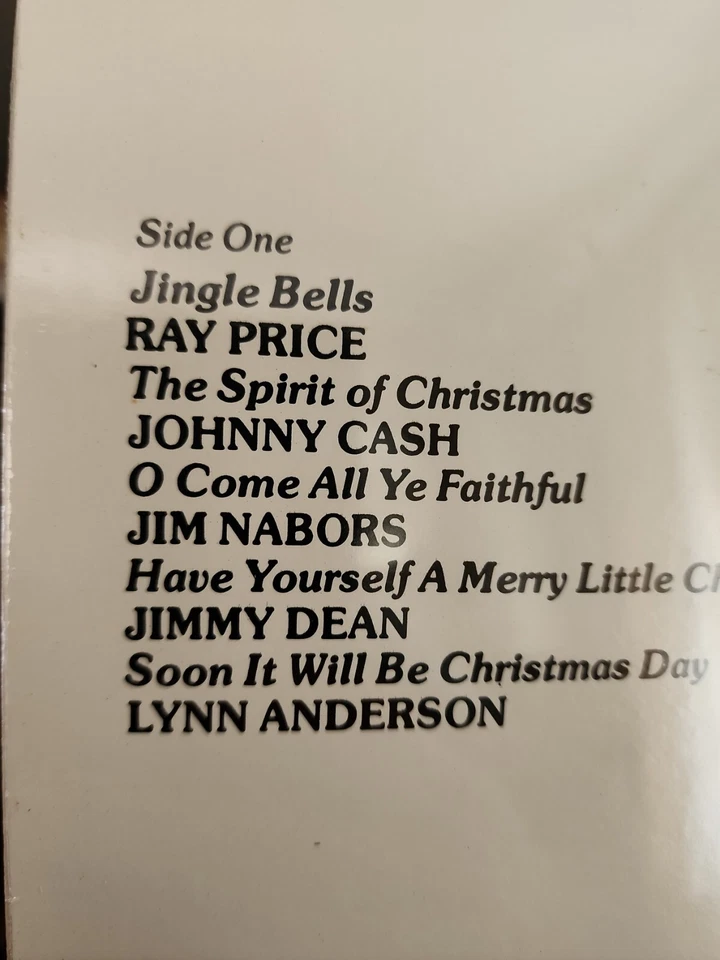 Side One
Jingle Bells
RAY PRICE
The Spirit of Christmas
JOHNNY CASH
O Come All Ye Faithful
JIM NABORS
Have Yourself A Merry Little
JIMMY DEAN
Soon It Will Be Christmas Day
LYNN ANDERSON